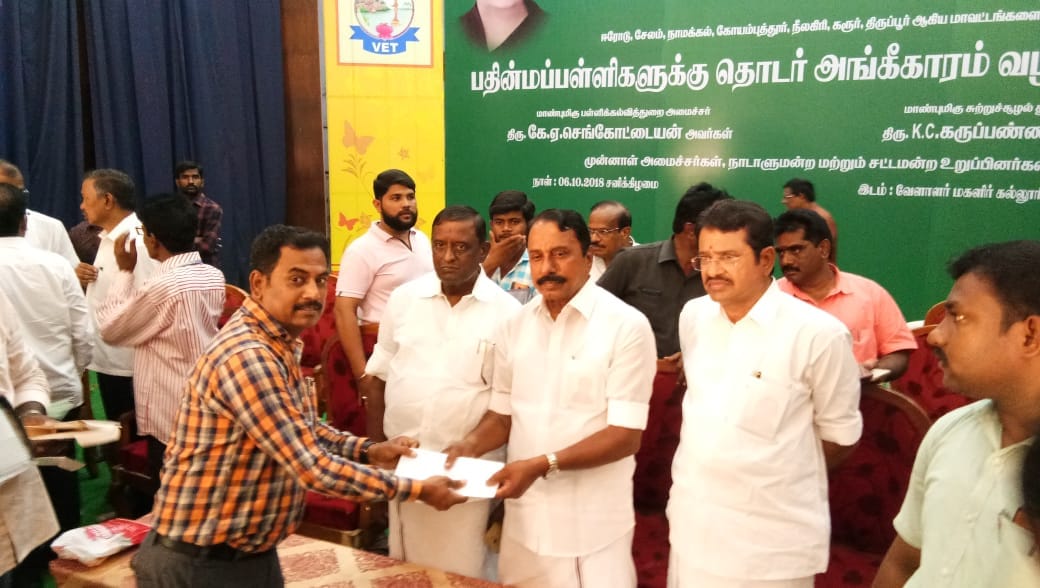 VET
ஈரோடு, சேலம், நாமக்கல், கோயம்புத்தூர், நீலகிரி, கரூர், திருப்பூர் ஆகிய மாவட்டங்களை
பதின்மப்பள்ளிகளுக்கு தொடர் அங்கீகாரம் வழ
மாண்புமிகு பள்ளிக்கல்வித்துறை அமைச்சர்
திரு. கே.ஏ.செங்கோட்டையன் அவர்கள்
மாண்புமிகு சுற்றுச்சூழல்
திரு. K.C.கருப்பண்
முன்னாள் அமைச்சர்கள், நாடாளுமன்ற மற்றும் சட்டமன்ற உறுப்பினர்கள்
நாள் : 06.10.2018 சனிக்கிழமை
இடம் : வேளாளர் மகளிர் கல்லூரி